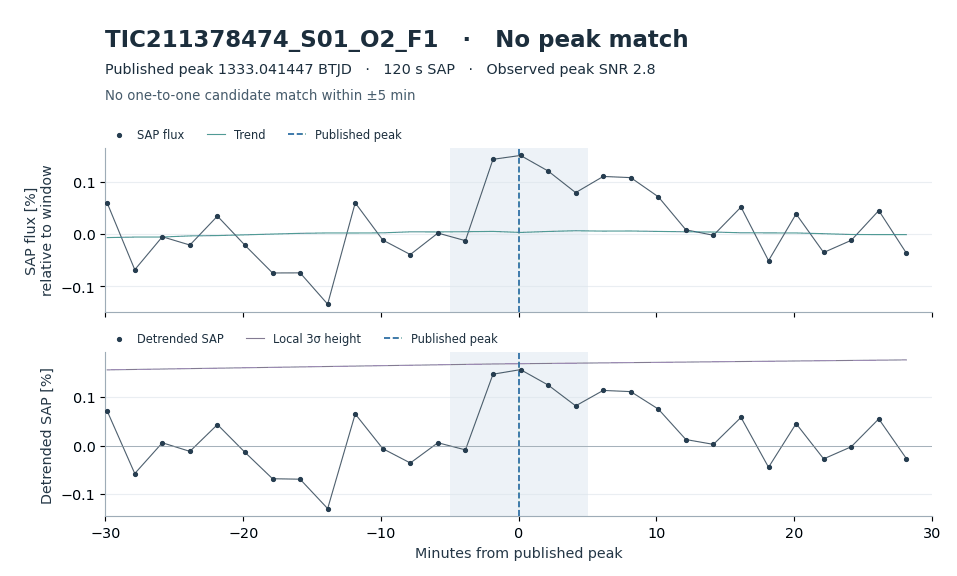 TIC211378474_S01_O2_F1 · No peak match
Published peak 1333.041447 BTJD · 120 s SAP · Observed peak SNR 2.8
No one-to-one candidate match within ±5 min
SAP flux Trend Published peak
SAP flux [%]
relative to window
0.1
0.0
−0.1
Detrended SAP Local 3σ height Published peak
Detrended SAP [%]
0.1
0.0
−0.1
−30 −20 −10 0 10 20 30
Minutes from published peak